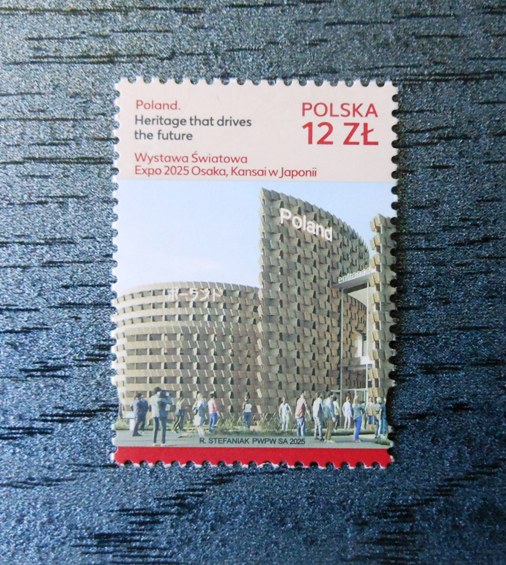 Poland.
Heritage that drives
the future
POLSKA
12 ZŁ
Wystawa Światowa
Expo 2025 Osaka, Kansai w Japonii
Poland
R. STEFANIAK PWPW SA 2025